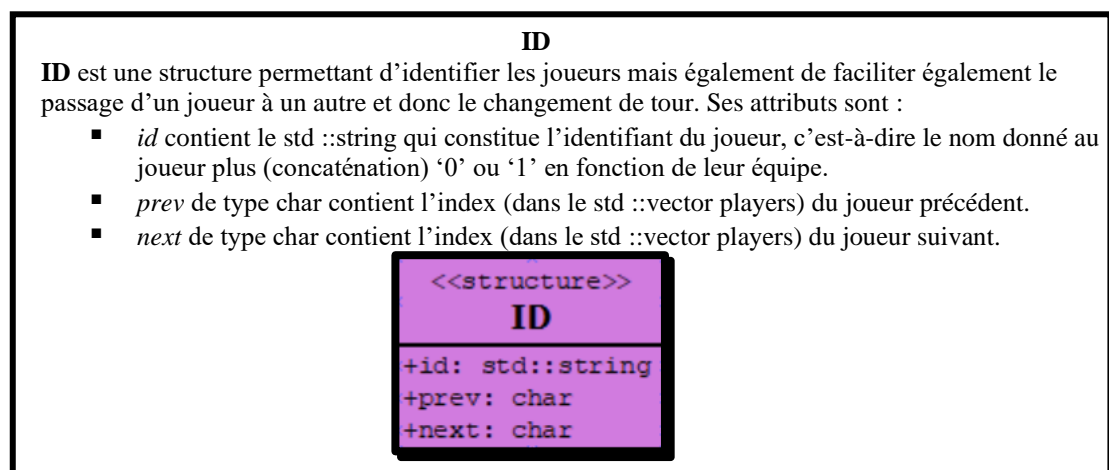 ID
ID est une structure permettant d’identifier les joueurs mais également de faciliter également le
passage d’un joueur à un autre et donc le changement de tour. Ses attributs sont :
▪ id contient le std ::string qui constitue l’identifiant du joueur, c’est-à-dire le nom donné au
joueur plus (concaténation) ‘0’ ou ‘1’ en fonction de leur équipe.
▪ prev de type char contient l’index (dans le std ::vector players) du joueur précédent.
▪ next de type char contient l’index (dans le std ::vector players) du joueur suivant.
<<structure>>
ID
+id: std::string
+prev: char
+next: char